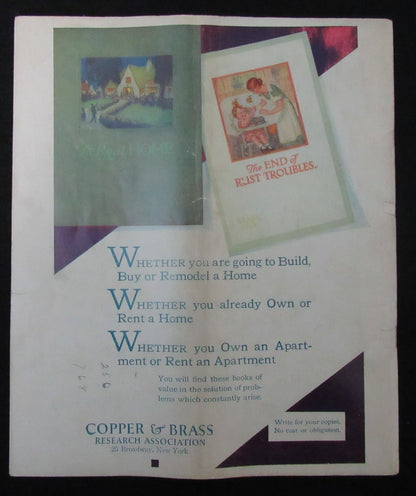 HOME
The END of
RUST TROUBLES
WHETHER you are going to Build,
Buy or Remodel a Home
WHETHER you already Own or
Rent a Home
WHETHER you Own an Apart-
ment or Rent an Apartment
You will find these books of
value in the solution of prob-
lems which constantly arise.
COPPER & BRASS
RESEARCH ASSOCIATION
25 Broadway, New York
Write for your copies.
No cost or obligation.